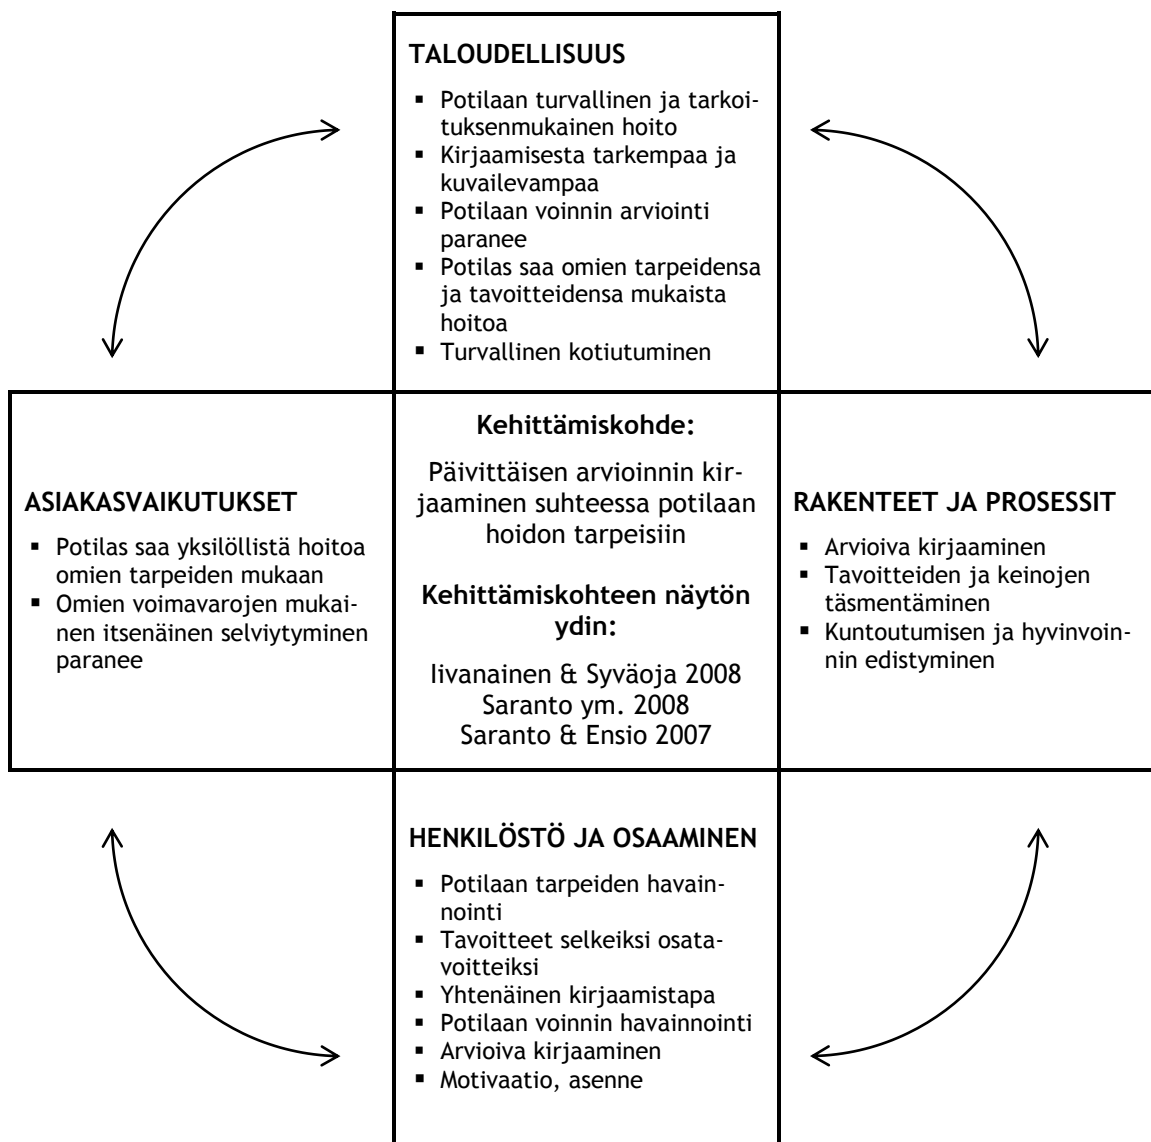 TALOUDELLISUUS
▪ Potilaan turvallinen ja tarkoi-
tuksenmukainen hoito
▪ Kirjaamisesta tarkempaa ja
kuvailevampaa
▪ Potilaan voinnin arviointi
paranee
▪ Potilas saa omien tarpeidensa
ja tavoitteidensa mukaista
hoitoa
▪ Turvallinen kotiutuminen
ASIAKASVAIKUTUKSET
▪ Potilas saa yksilöllistä hoitoa
omien tarpeiden mukaan
▪ Omien voimavarojen mukai-
nen itsenäinen selviytyminen
paranee
Kehittämiskohde:
Päivittäisen arvioinnin kir-
jaaminen suhteessa potilaan
hoidon tarpeisiin
Kehittämiskohteen näytön
ydin:
Iivanainen & Syväoja 2008
Saranto ym. 2008
Saranto & Ensio 2007
RAKENTEET JA PROSESSIT
▪ Arvioiva kirjaaminen
▪ Tavoitteiden ja keinojen
täsmentäminen
▪ Kuntoutumisen ja hyvinvoin-
nin edistyminen
HENKILÖSTÖ JA OSAAMINEN
▪ Potilaan tarpeiden havain-
nointi
▪ Tavoitteet selkeiksi osata-
voitteiksi
▪ Yhtenäinen kirjaamistapa
▪ Potilaan voinnin havainnointi
▪ Arvioiva kirjaaminen
▪ Motivaatio, asenne